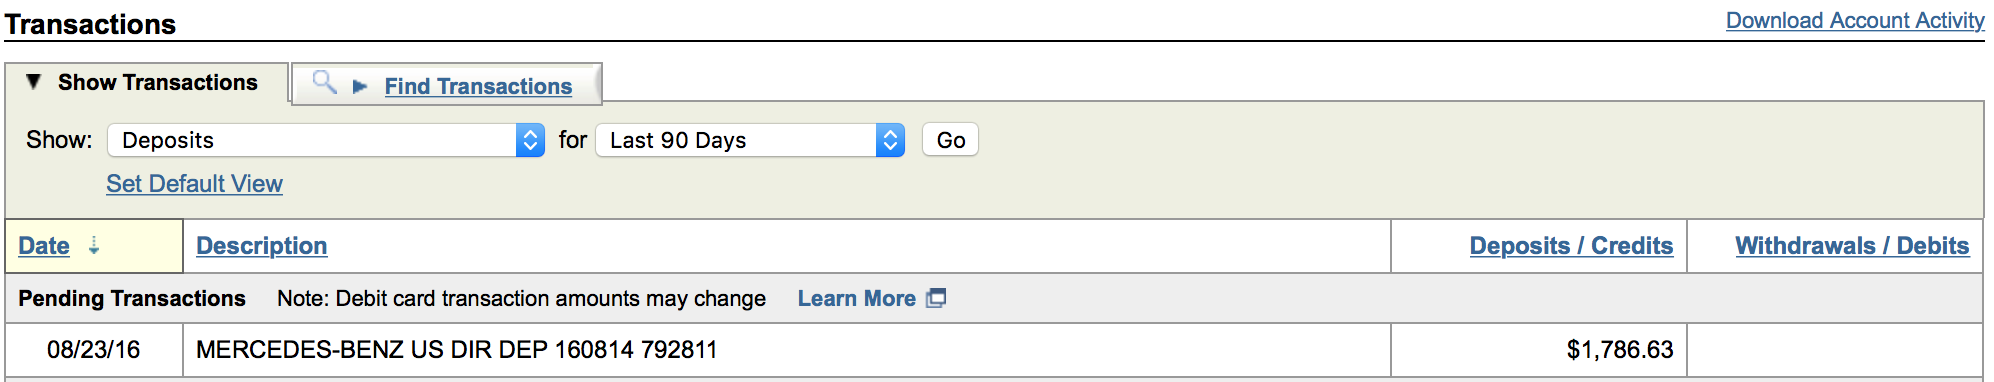 Transactions
Download Account Activity
▼ Show Transactions
► Find Transactions
Show: Deposits for Last 90 Days Go
Set Default View
Date Description Deposits / Credits Withdrawals / Debits
Pending Transactions Note: Debit card transaction amounts may change Learn More
08/23/16 MERCEDES-BENZ US DIR DEP 160814 792811 $1,786.63